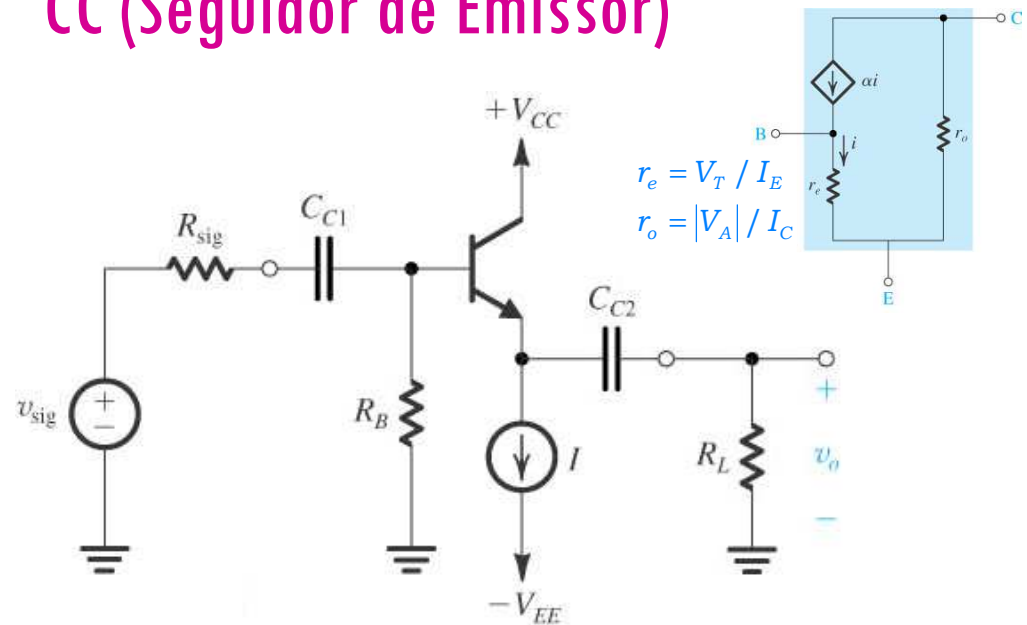 CC (Seguidor de Emissor)
C
αi
B
i
r_o
r_e
E
r_e = V_T / I_E
r_o = |V_A| / I_C
+V_CC
C_C1
R_sig
C_C2
+
−
v_sig
R_B
I
R_L
+
v_o
−
−V_EE